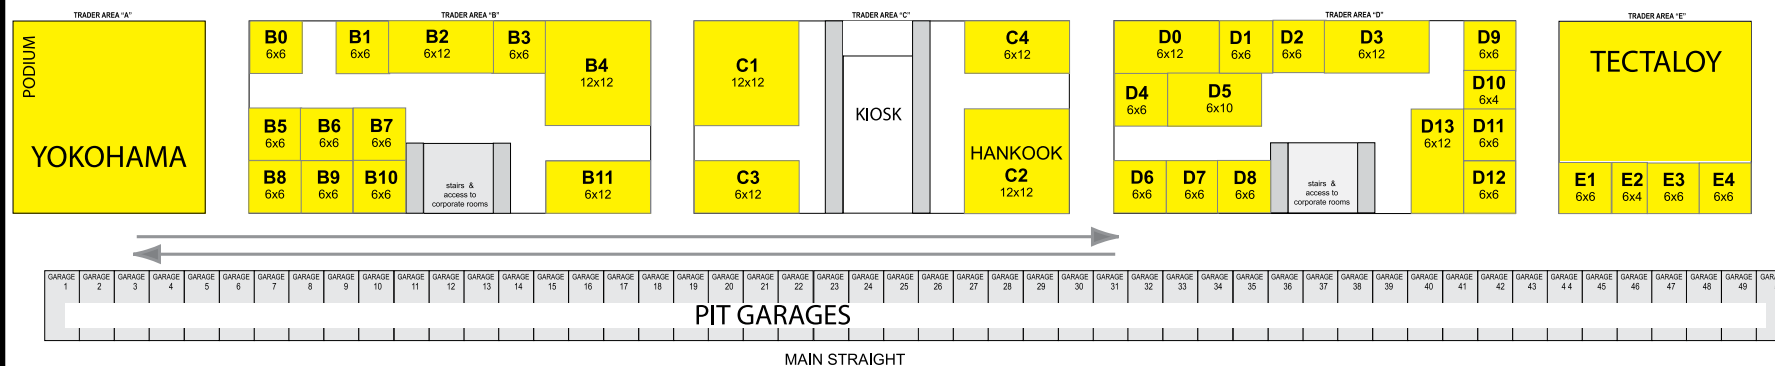 TRADER AREA "A"
PODIUM
YOKOHAMA
TRADER AREA "B"
B0
6x6
B1
6x6
B2
6x12
B3
6x6
B4
12x12
B5
6x6
B6
6x6
B7
6x6
B8
6x6
B9
6x6
B10
6x6
stairs &
access to
corporate rooms
B11
6x12
TRADER AREA "C"
C1
12x12
KIOSK
C4
6x12
C3
6x12
HANKOOK
C2
12x12
TRADER AREA "D"
D0
6x12
D1
6x6
D2
6x6
D3
6x12
D9
6x6
D4
6x6
D5
6x10
D10
6x4
D13
6x12
D11
6x6
D6
6x6
D7
6x6
D8
6x6
stairs &
access to
corporate rooms
D12
6x6
TRADER AREA "E"
TECTALOY
E1
6x6
E2
6x4
E3
6x6
E4
6x6
GARAGE 1
GARAGE 2
GARAGE 3
GARAGE 4
GARAGE 5
GARAGE 6
GARAGE 7
GARAGE 8
GARAGE 9
GARAGE 10
GARAGE 11
GARAGE 12
GARAGE 13
GARAGE 14
GARAGE 15
GARAGE 16
GARAGE 17
GARAGE 18
GARAGE 19
GARAGE 20
GARAGE 21
GARAGE 22
GARAGE 23
GARAGE 24
GARAGE 25
GARAGE 26
GARAGE 27
GARAGE 28
GARAGE 29
GARAGE 30
GARAGE 31
GARAGE 32
GARAGE 33
GARAGE 34
GARAGE 35
GARAGE 36
GARAGE 37
GARAGE 38
GARAGE 39
GARAGE 40
GARAGE 41
GARAGE 42
GARAGE 43
GARAGE 44
GARAGE 45
GARAGE 46
GARAGE 47
GARAGE 48
GARAGE 49
PIT GARAGES
MAIN STRAIGHT